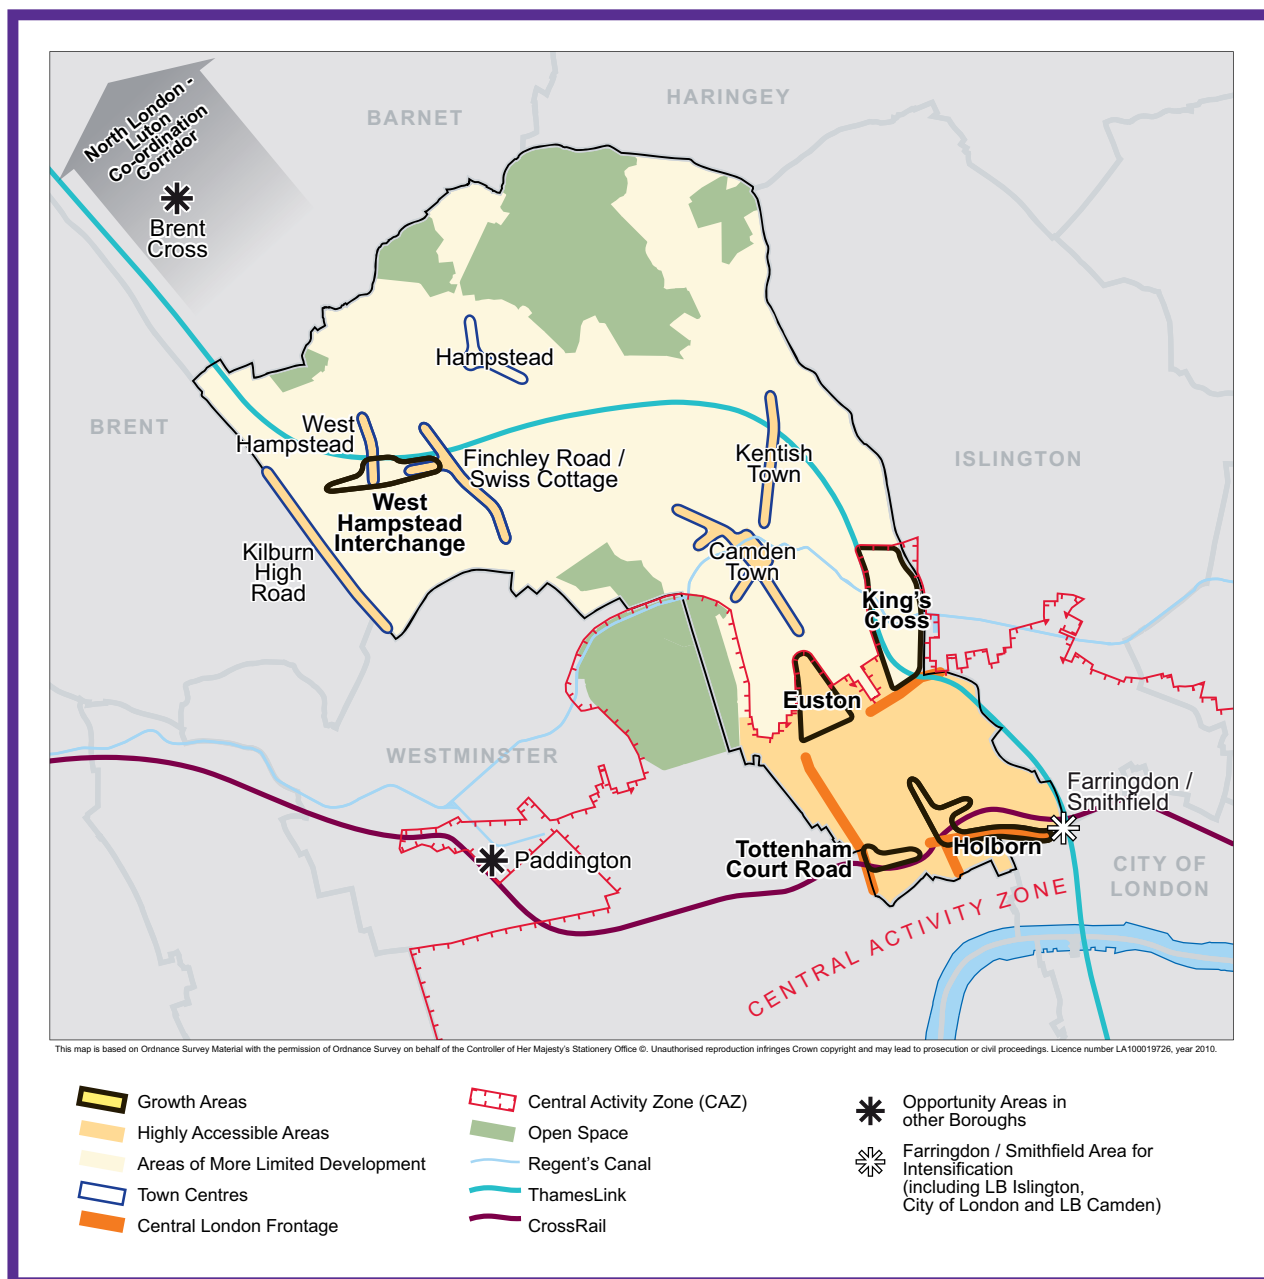 HARINGEY
BARNET
North London -
Luton
Co-ordination
Corridor
Brent
Cross
Hampstead
BRENT
West
Hampstead
Finchley Road /
Swiss Cottage
Kentish
Town
ISLINGTON
West
Hampstead
Interchange
Kilburn
High
Road
Camden
Town
King's
Cross
Euston
WESTMINSTER
Farringdon /
Smithfield
Paddington
Tottenham
Court Road
Holborn
CITY OF
LONDON
CENTRAL ACTIVITY ZONE
This map is based on Ordnance Survey Material with the permission of Ordnance Survey on behalf of the Controller of Her Majesty's Stationery Office ©. Unauthorised reproduction infringes Crown copyright and may lead to prosecution or civil proceedings. Licence number LA100019726, year 2010.
Growth Areas
Highly Accessible Areas
Areas of More Limited Development
Town Centres
Central London Frontage
Central Activity Zone (CAZ)
Open Space
Regent's Canal
ThamesLink
CrossRail
Opportunity Areas in
other Boroughs
Farringdon / Smithfield Area for
Intensification
(including LB Islington,
City of London and LB Camden)